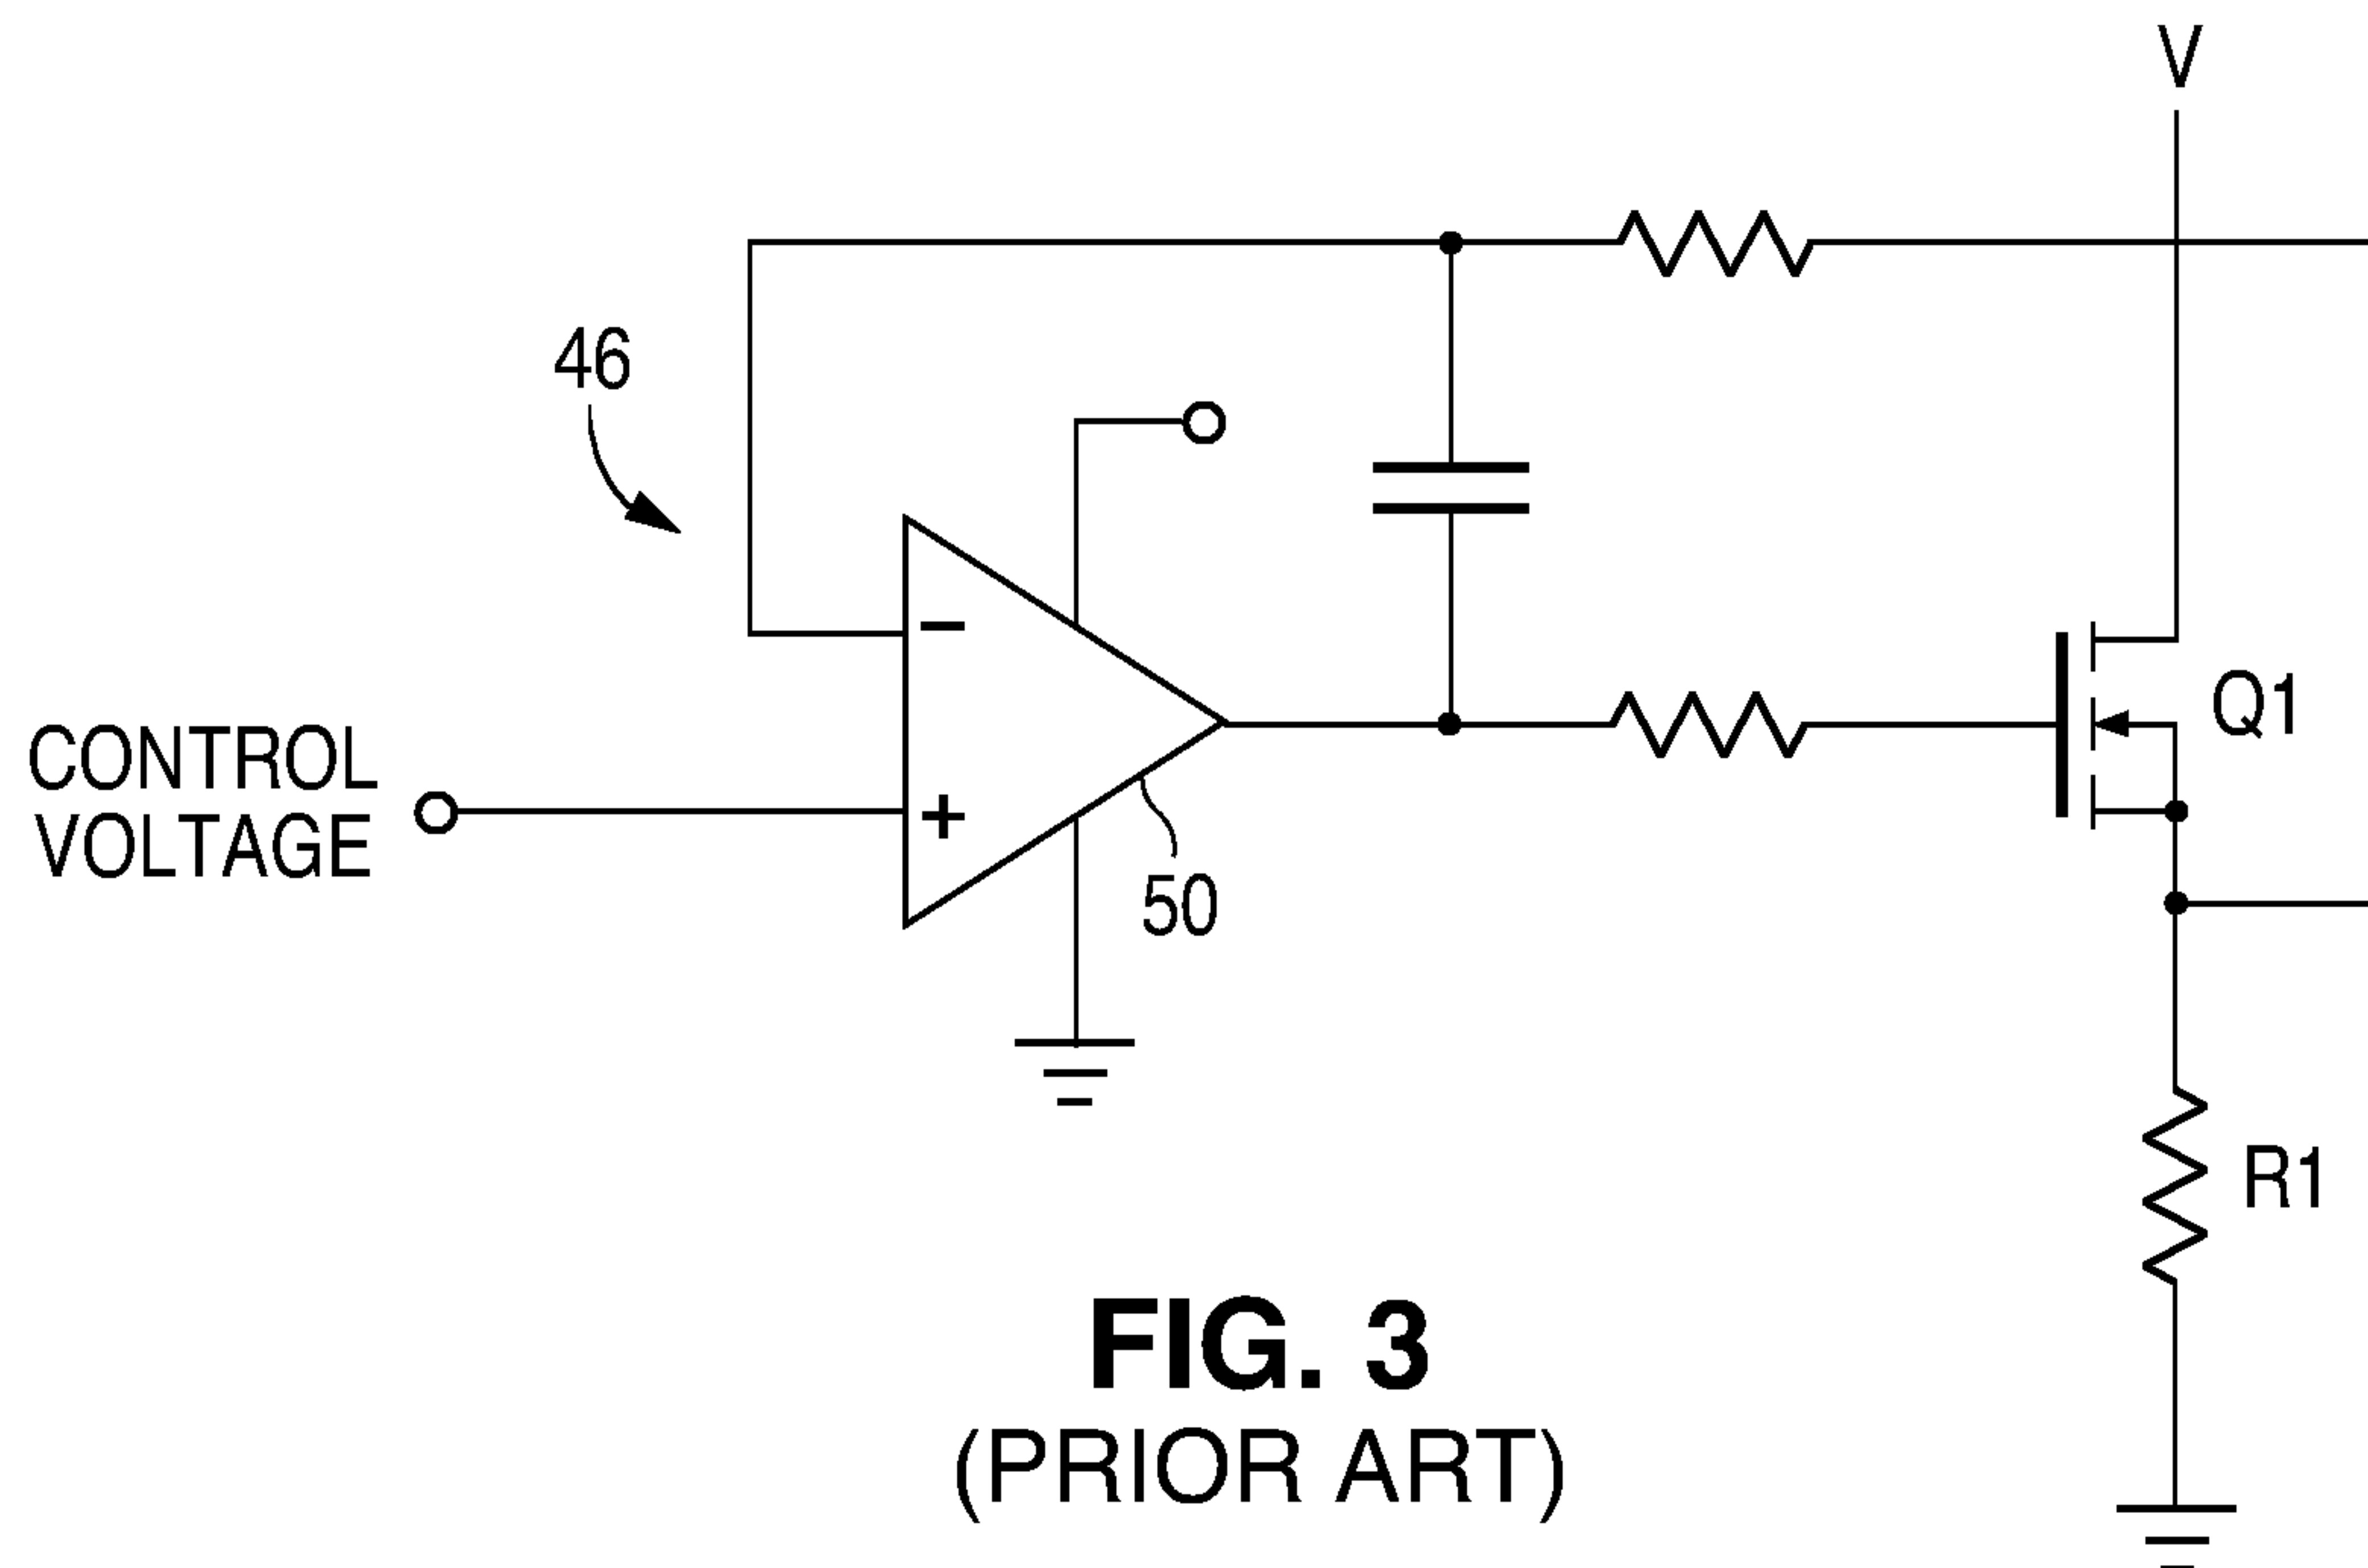 V
46
Q1
CONTROL
VOLTAGE
−
+
50
R1
FIG. 3
(PRIOR ART)